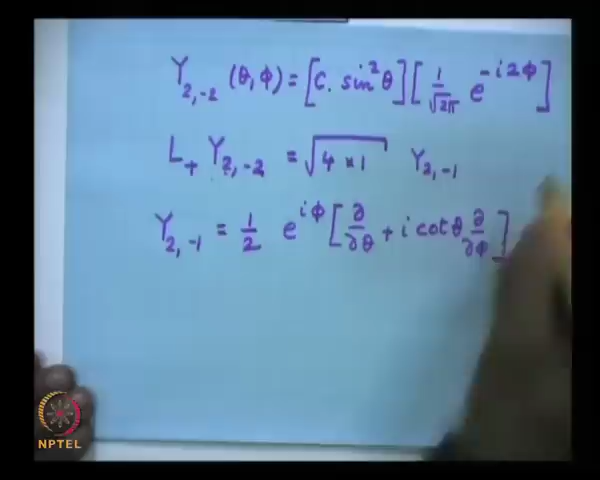 Y₂,₋₂ (θ,φ) = [C. sin²θ] [1/√2π e^-i2φ]
L₊ Y₂,₋₂ = √4×1 Y₂,₋₁
Y₂,₋₁ = 1/2 e^iφ [∂/∂θ + i cotθ ∂/∂φ]
NPTEL